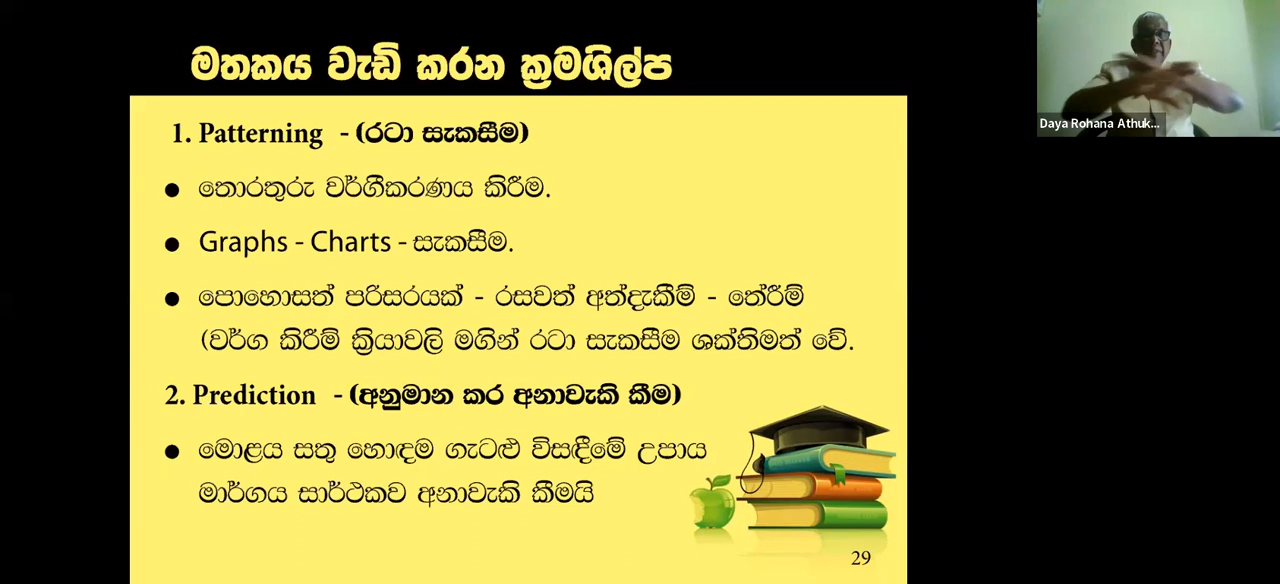 මතකය වැඩි කරන ක්‍රමශිල්ප
1. Patterning - (රටා සැකසීම)
● තොරතුරු වර්ගීකරණය කිරීම.
● Graphs - Charts - සැකසීම.
● පොහොසත් පරිසරයක් - රසවත් අත්දැකීම් - තේරීම්
(වර්ග කිරීම් ක්‍රියාවලි මගින් රටා සැකසීම ශක්තිමත් වේ.
2. Prediction - (අනුමාන කර අනාවැකි කීම)
● මොළය සතු හොඳම ගැටළු විසඳීමේ උපාය
මාර්ගය සාර්ථකව අනාවැකි කීමයි
29
Daya Rohana Athuk...